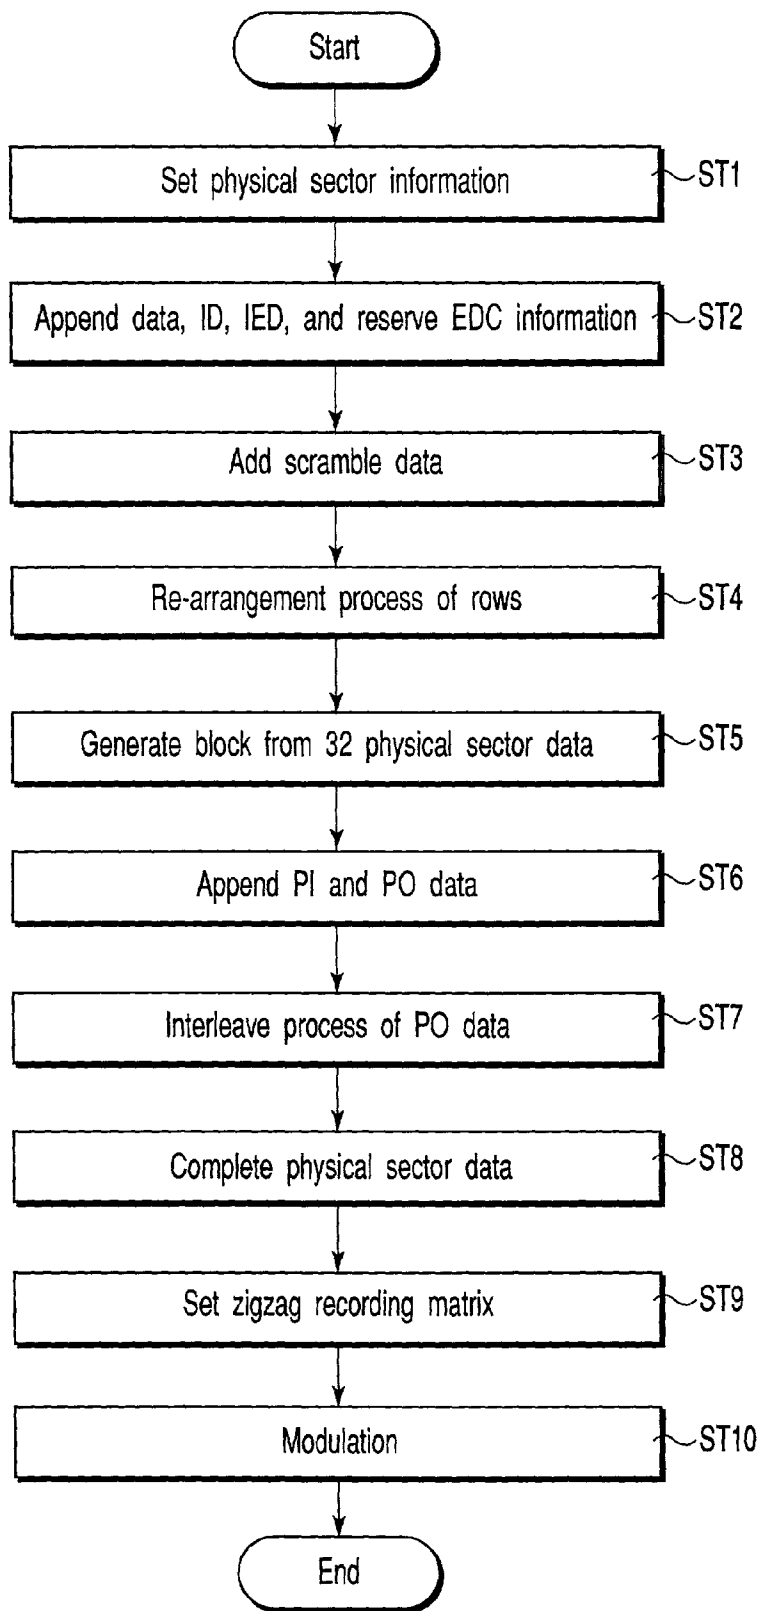 Start
Set physical sector information
ST1
Append data, ID, IED, and reserve EDC information
ST2
Add scramble data
ST3
Re-arrangement process of rows
ST4
Generate block from 32 physical sector data
ST5
Append PI and PO data
ST6
Interleave process of PO data
ST7
Complete physical sector data
ST8
Set zigzag recording matrix
ST9
Modulation
ST10
End